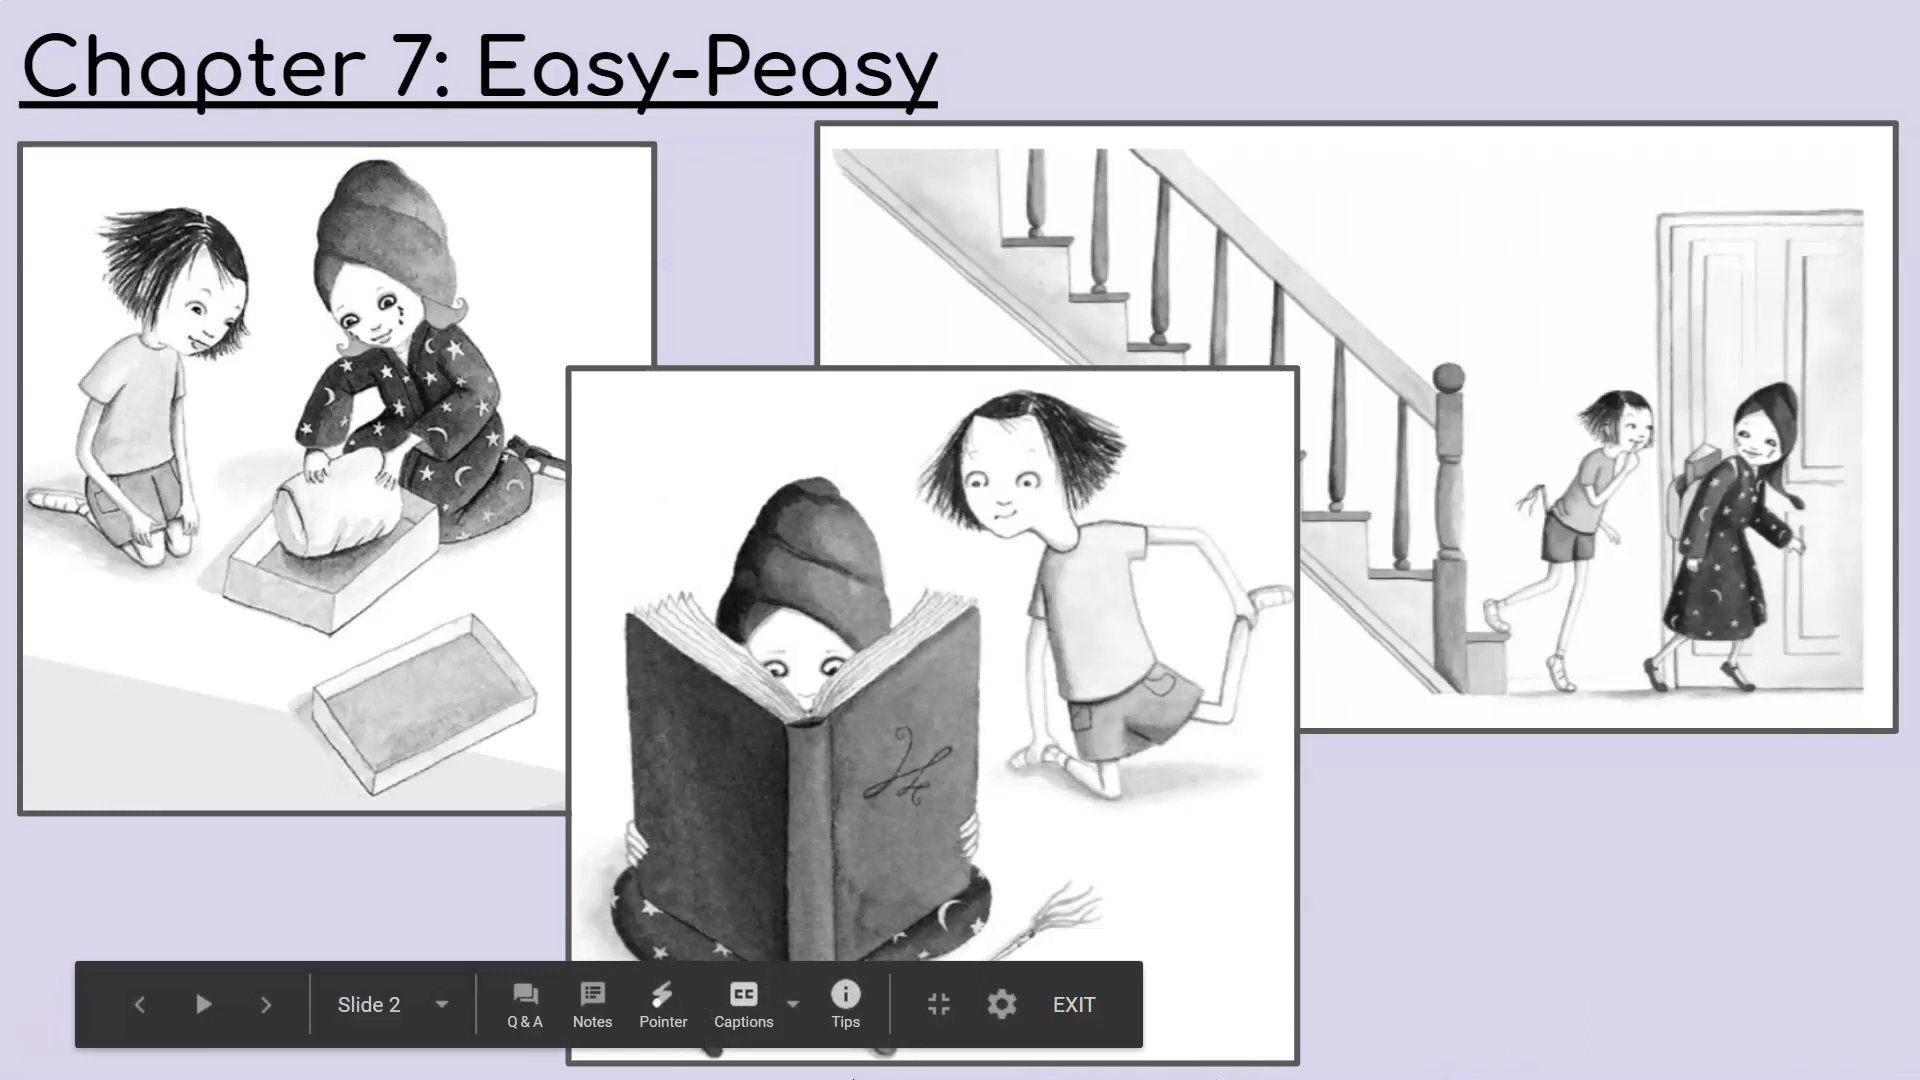 Chapter 7: Easy-Peasy
Slide 2
Q & A
Notes
Pointer
Captions
Tips
EXIT